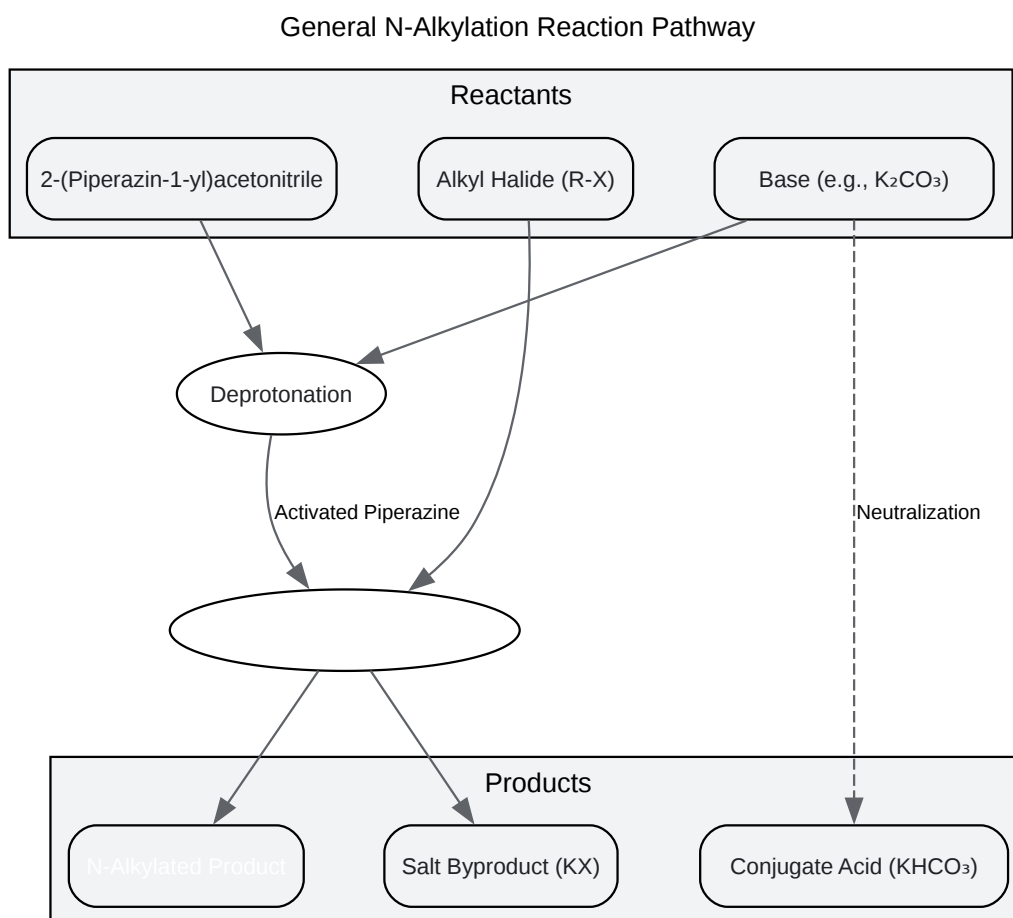 General N-Alkylation Reaction Pathway
Reactants
2-(Piperazin-1-yl)acetonitrile
Alkyl Halide (R-X)
Base (e.g., K₂CO₃)
Deprotonation
Activated Piperazine
Neutralization
Products
N-Alkylated Product
Salt Byproduct (KX)
Conjugate Acid (KHCO₃)